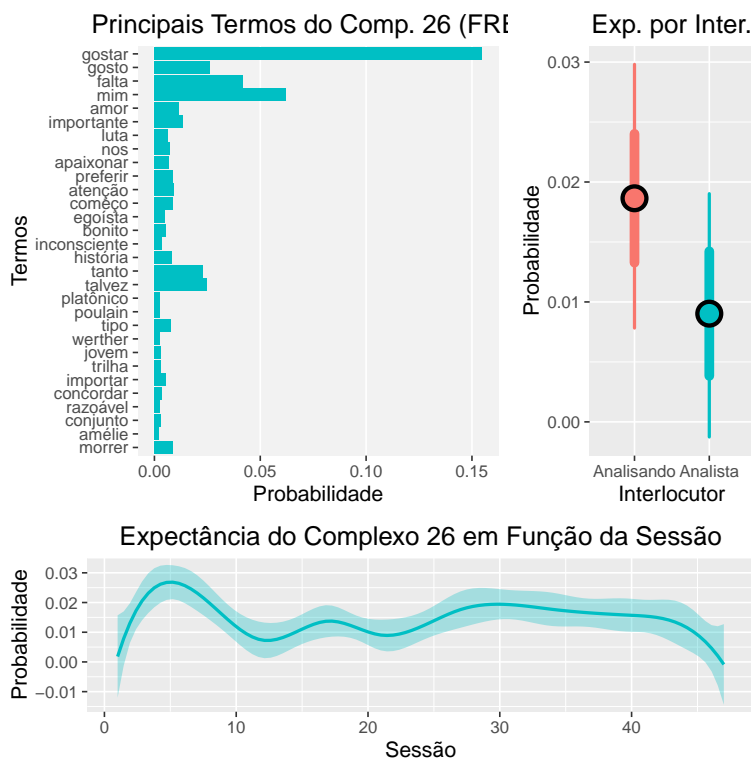 Principais Termos do Comp. 26 (FRE
Termos
gostar
gosto
falta
mim
amor
importante
luta
nos
apaixonar
preferir
atenção
começo
egoísta
bonito
inconsciente
história
tanto
talvez
platônico
poulain
tipo
werther
jovem
trilha
importar
concordar
razoável
conjunto
amélie
morrer
0.00 0.05 0.10 0.15
Probabilidade
Exp. por Inter.
Probabilidade
0.03
0.02
0.01
0.00
Analisando Analista
Interlocutor
Expectância do Complexo 26 em Função da Sessão
Probabilidade
0.03
0.02
0.01
0.00
−0.01
0 10 20 30 40
Sessão